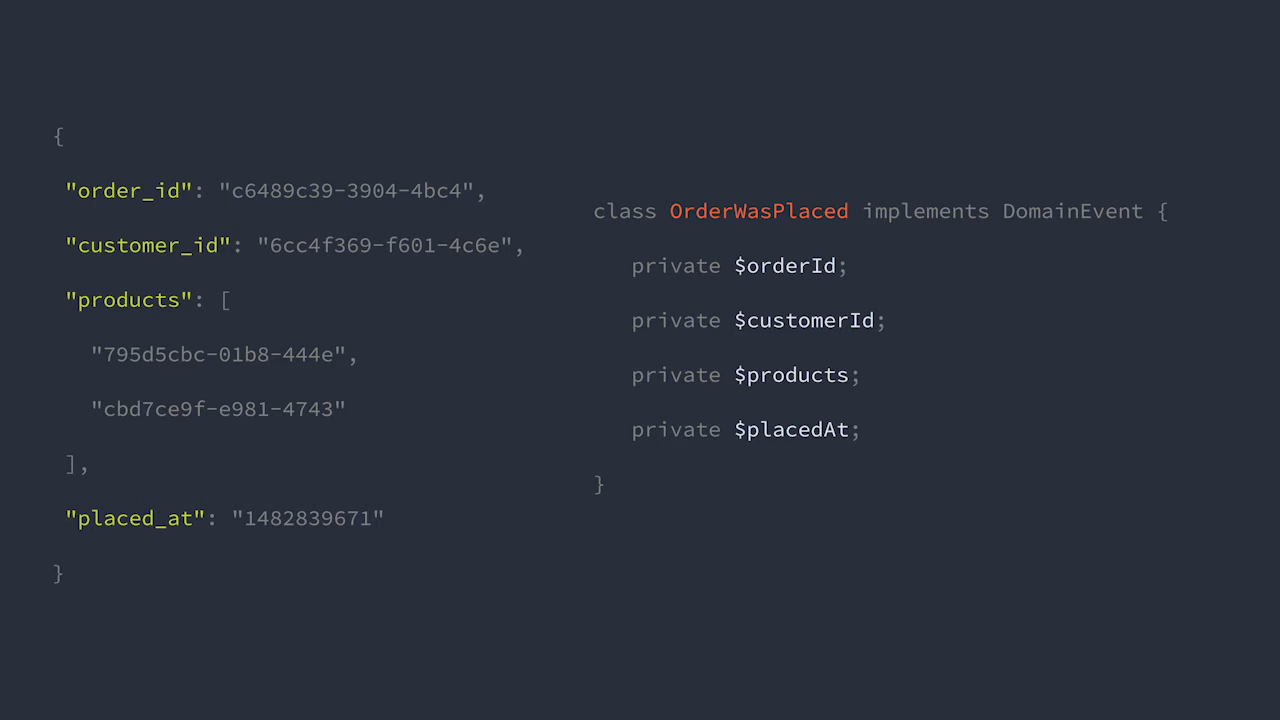 {
"order_id": "c6489c39-3904-4bc4",
"customer_id": "6cc4f369-f601-4c6e",
"products": [
"795d5cbc-01b8-444e",
"cbd7ce9f-e981-4743"
],
"placed_at": "1482839671"
}
class OrderWasPlaced implements DomainEvent {
private $orderId;
private $customerId;
private $products;
private $placedAt;
}